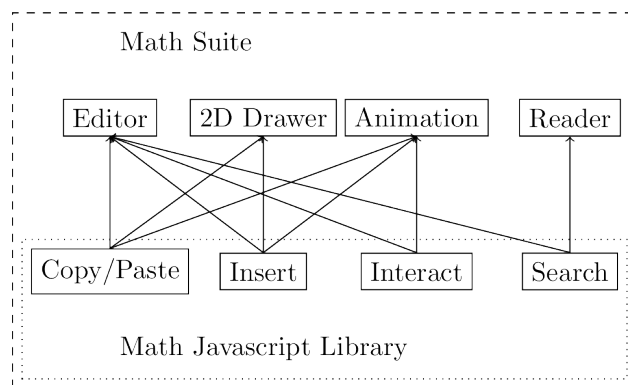 Math Suite
Editor
2D Drawer
Animation
Reader
Copy/Paste
Insert
Interact
Search
Math Javascript Library